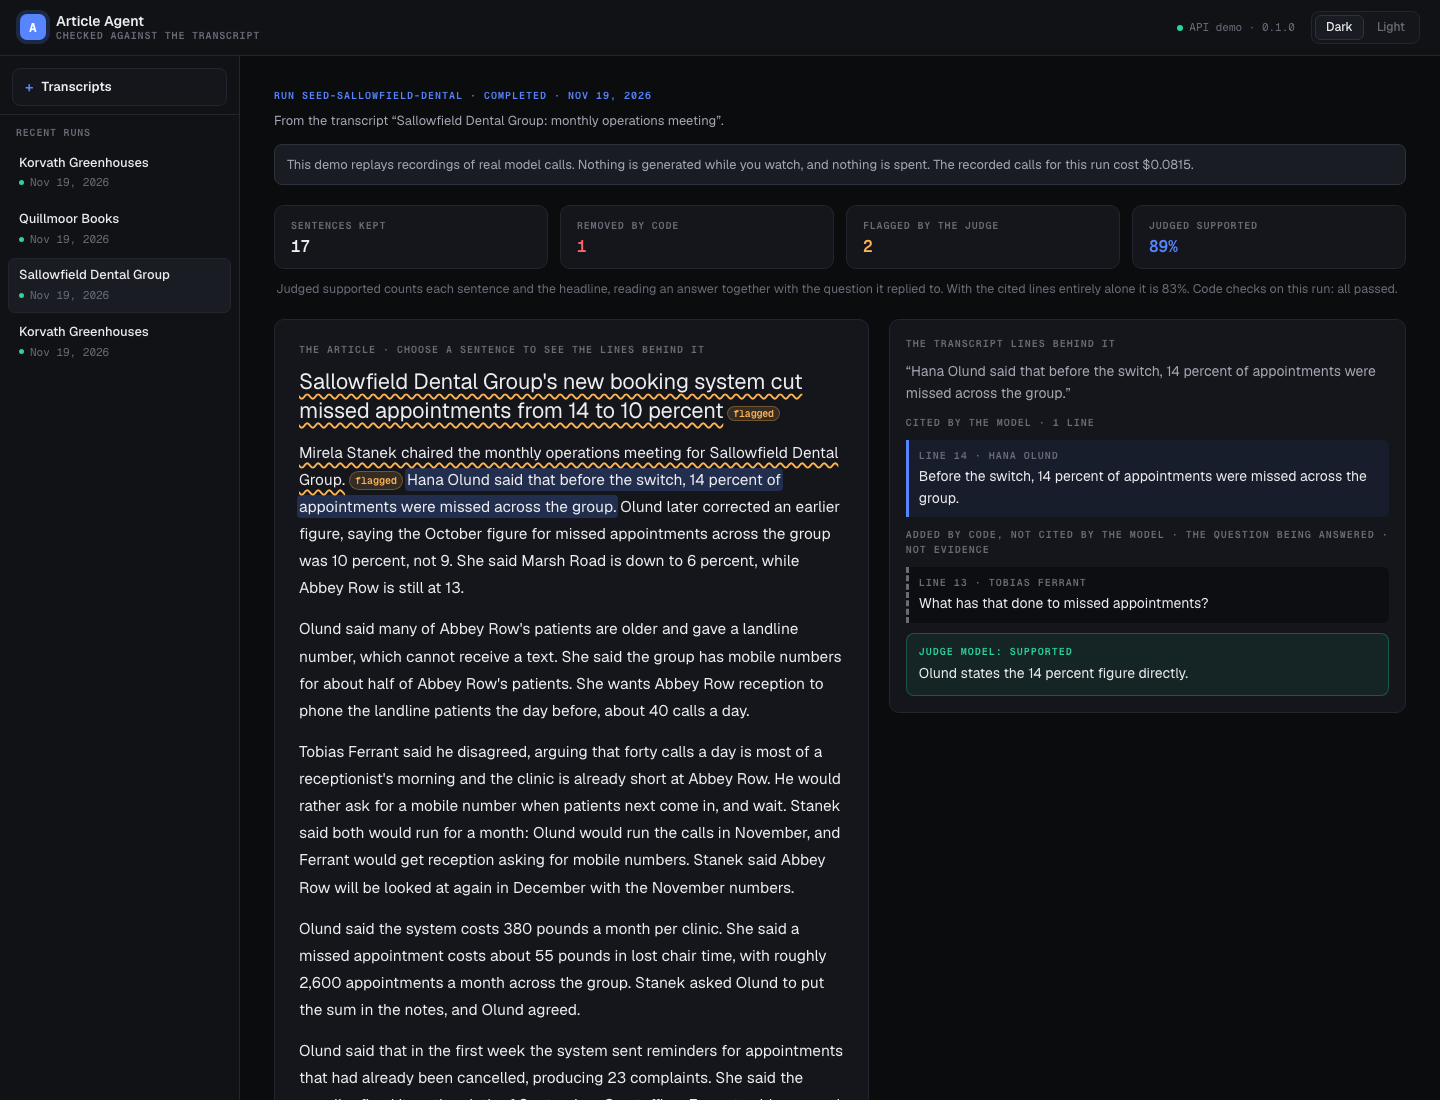 A
Article Agent
CHECKED AGAINST THE TRANSCRIPT
API demo · 0.1.0
Dark
Light
+ Transcripts
RECENT RUNS
Korvath Greenhouses
Nov 19, 2026
Quillmoor Books
Nov 19, 2026
Sallowfield Dental Group
Nov 19, 2026
Korvath Greenhouses
Nov 19, 2026
RUN SEED-SALLOWFIELD-DENTAL · COMPLETED · NOV 19, 2026
From the transcript “Sallowfield Dental Group: monthly operations meeting”.
This demo replays recordings of real model calls. Nothing is generated while you watch, and nothing is spent. The recorded calls for this run cost $0.0815.
SENTENCES KEPT
17
REMOVED BY CODE
1
FLAGGED BY THE JUDGE
2
JUDGED SUPPORTED
89%
Judged supported counts each sentence and the headline, reading an answer together with the question it replied to. With the cited lines entirely alone it is 83%. Code checks on this run: all passed.
THE ARTICLE · CHOOSE A SENTENCE TO SEE THE LINES BEHIND IT
Sallowfield Dental Group's new booking system cut
missed appointments from 14 to 10 percent flagged
Mirela Stanek chaired the monthly operations meeting for Sallowfield Dental
Group. flagged Hana Olund said that before the switch, 14 percent of
appointments were missed across the group. Olund later corrected an earlier
figure, saying the October figure for missed appointments across the group
was 10 percent, not 9. She said Marsh Road is down to 6 percent, while
Abbey Row is still at 13.
Olund said many of Abbey Row's patients are older and gave a landline
number, which cannot receive a text. She said the group has mobile numbers
for about half of Abbey Row's patients. She wants Abbey Row reception to
phone the landline patients the day before, about 40 calls a day.
Tobias Ferrant said he disagreed, arguing that forty calls a day is most of a
receptionist's morning and the clinic is already short at Abbey Row. He would
rather ask for a mobile number when patients next come in, and wait. Stanek
said both would run for a month: Olund would run the calls in November, and
Ferrant would get reception asking for mobile numbers. Stanek said Abbey
Row will be looked at again in December with the November numbers.
Olund said the system costs 380 pounds a month per clinic. She said a
missed appointment costs about 55 pounds in lost chair time, with roughly
2,600 appointments a month across the group. Stanek asked Olund to put
the sum in the notes, and Olund agreed.
Olund said that in the first week the system sent reminders for appointments
that had already been cancelled, producing 23 complaints. She said the
THE TRANSCRIPT LINES BEHIND IT
“Hana Olund said that before the switch, 14 percent of appointments were
missed across the group.”
CITED BY THE MODEL · 1 LINE
LINE 14 · HANA OLUND
Before the switch, 14 percent of appointments were missed across the
group.
ADDED BY CODE, NOT CITED BY THE MODEL · THE QUESTION BEING ANSWERED ·
NOT EVIDENCE
LINE 13 · TOBIAS FERRANT
What has that done to missed appointments?
JUDGE MODEL: SUPPORTED
Olund states the 14 percent figure directly.